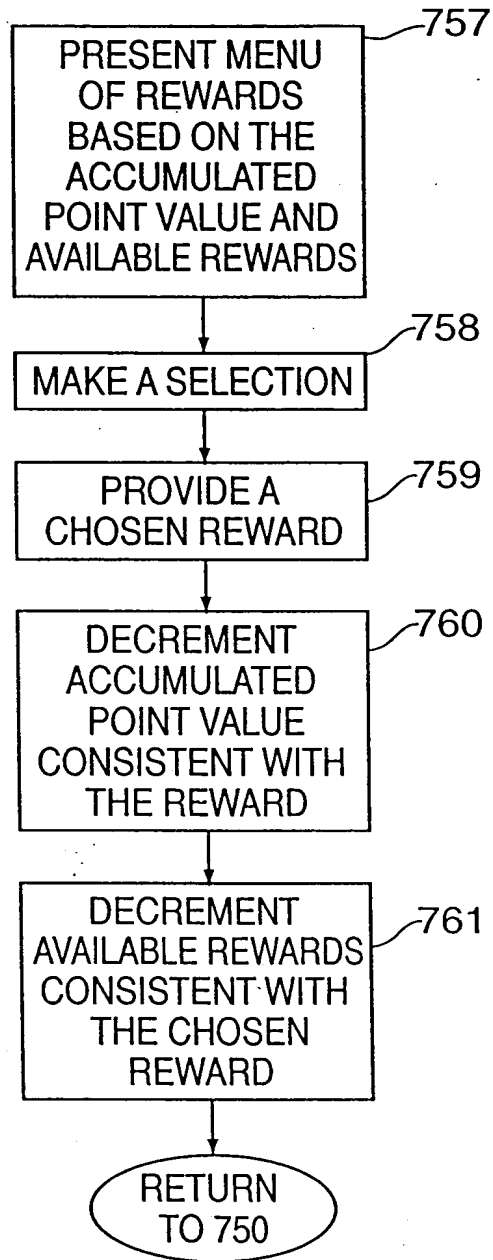 757
PRESENT MENU
OF REWARDS
BASED ON THE
ACCUMULATED
POINT VALUE AND
AVAILABLE REWARDS
758
MAKE A SELECTION
759
PROVIDE A
CHOSEN REWARD
760
DECREMENT
ACCUMULATED
POINT VALUE
CONSISTENT WITH
THE REWARD
761
DECREMENT
AVAILABLE REWARDS
CONSISTENT WITH
THE CHOSEN
REWARD
RETURN
TO 750